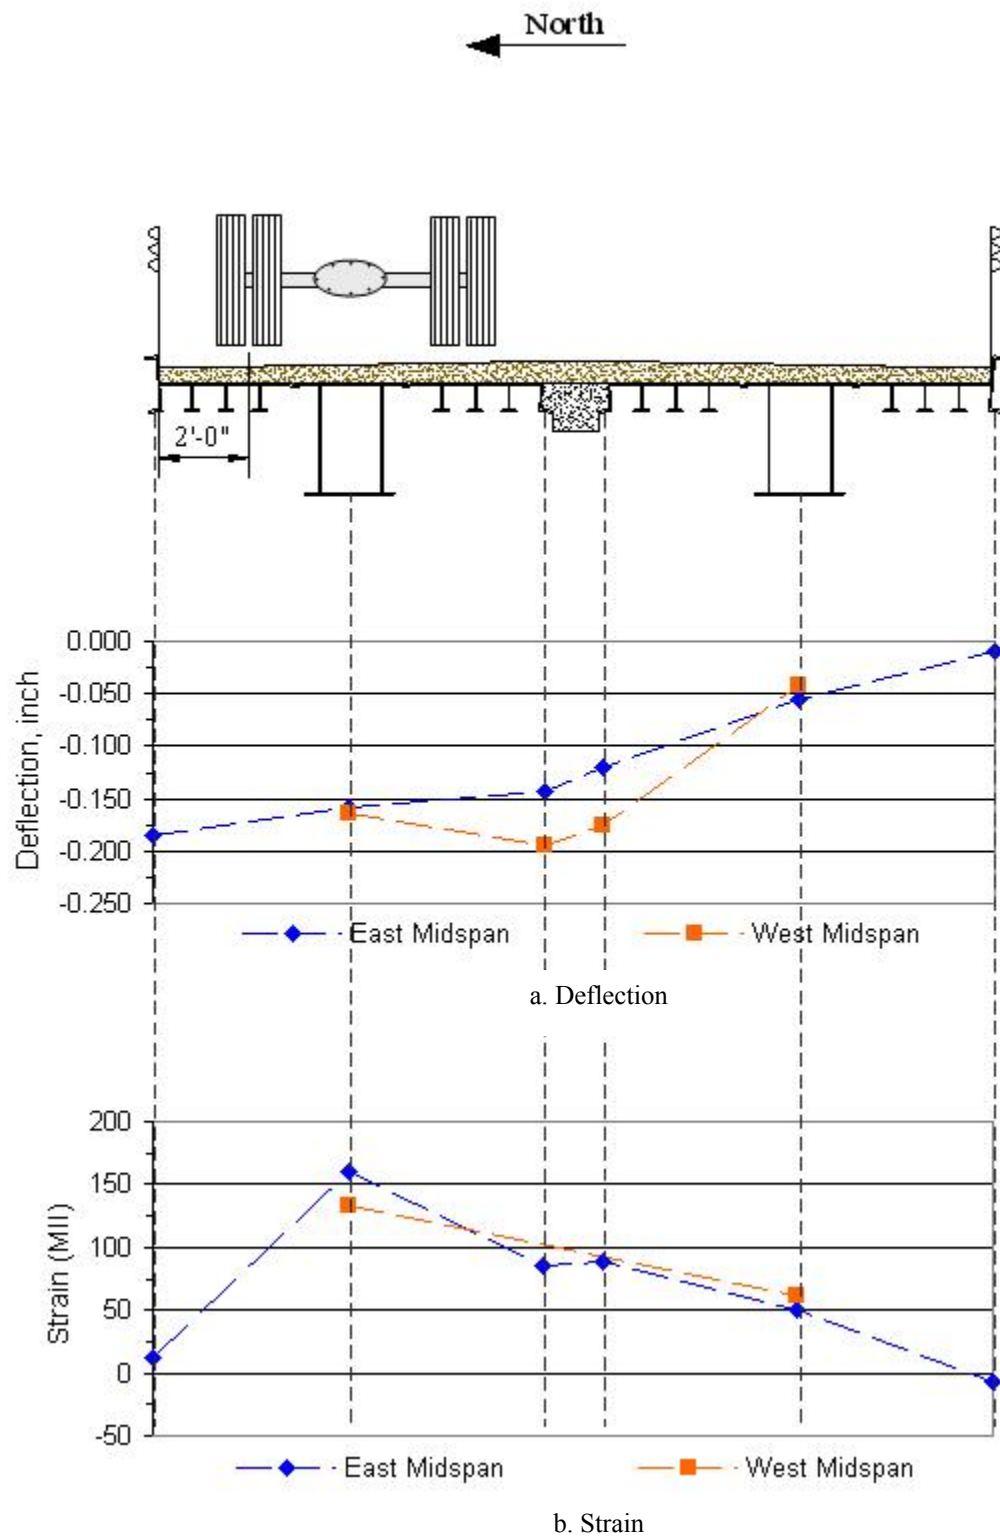 North
2'-0"
0.000
-0.050
-0.100
-0.150
-0.200
-0.250
Deflection, inch
East Midspan West Midspan
a. Deflection
200
150
100
50
0
-50
Strain (MII)
East Midspan West Midspan
b. Strain